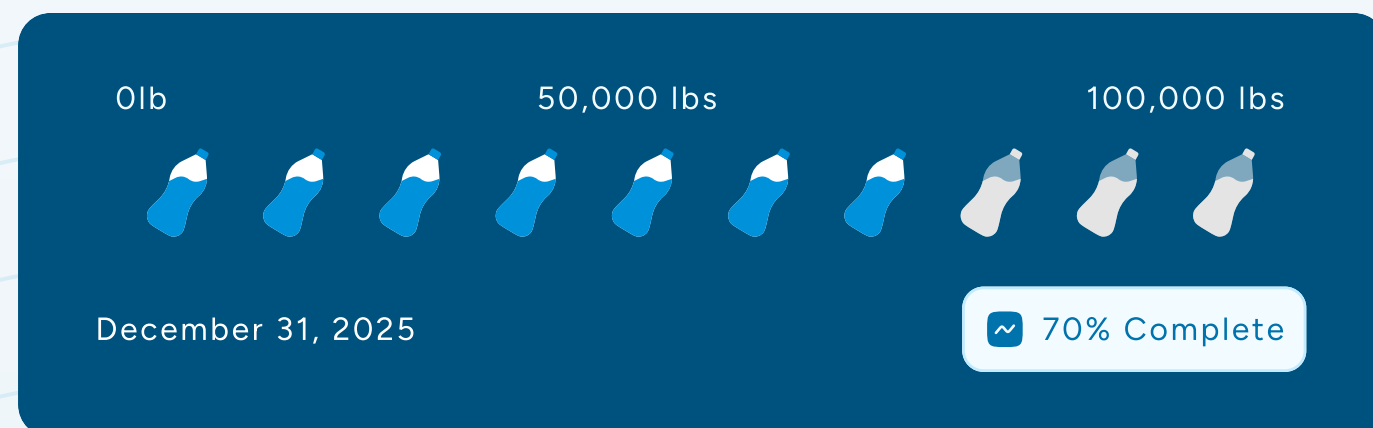 0lb
50,000 lbs
100,000 lbs
December 31, 2025
70% Complete